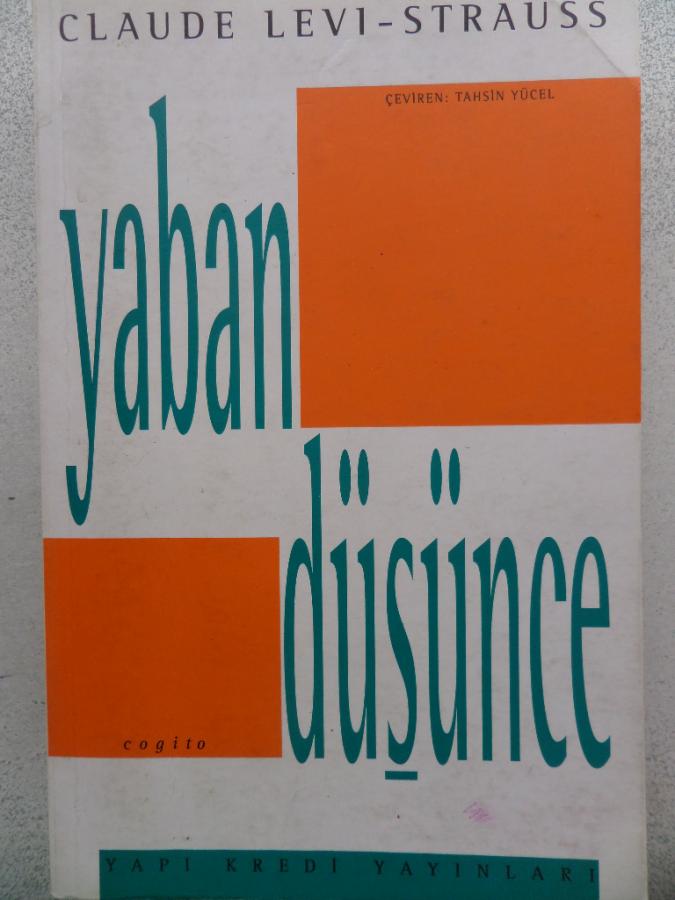 CLAUDE LEVI-STRAUSS
ÇEVİREN: TAHSİN YÜCEL
yaban
düşünce
cogito
YAPI KREDİ YAYINLARI